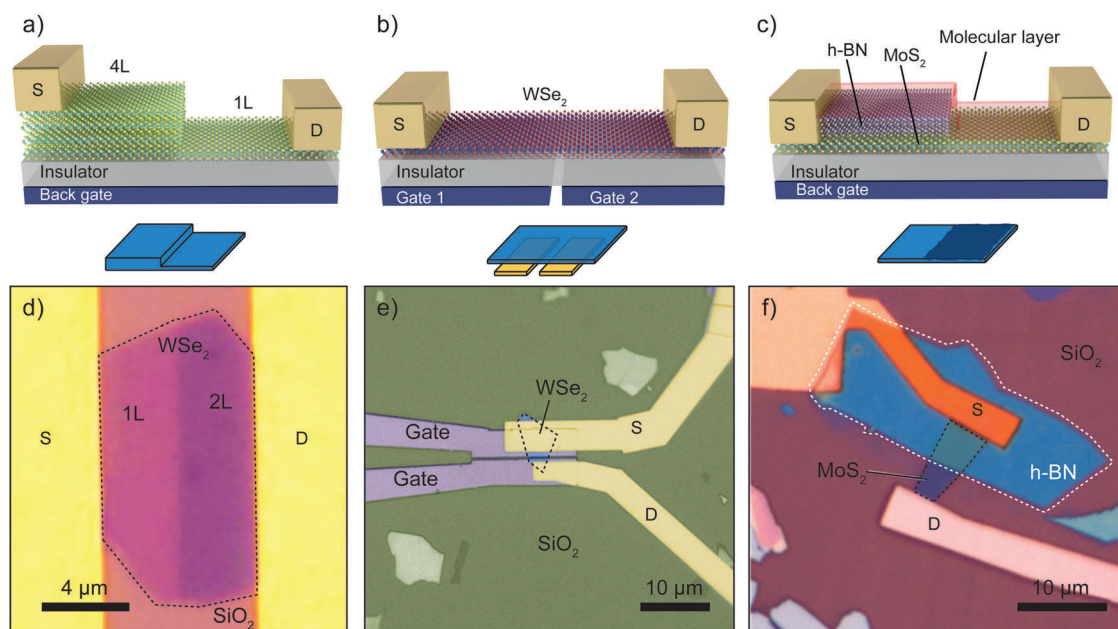 a)
4L
S
1L
D
Insulator
Back gate
b)
WSe₂
S
D
Insulator
Gate 1
Gate 2
c)
Molecular layer
h-BN
MoS₂
S
D
Insulator
Back gate
d)
WSe₂
1L
2L
S
D
4 µm
SiO₂
e)
WSe₂
Gate
S
Gate
D
SiO₂
10 µm
f)
SiO₂
S
h-BN
MoS₂
D
10 µm